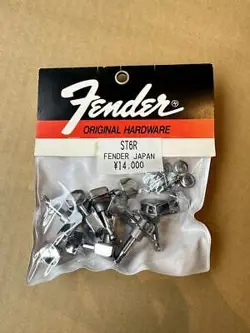 Fender®
ORIGINAL HARDWARE
ST6R
FENDER JAPAN
¥14,000